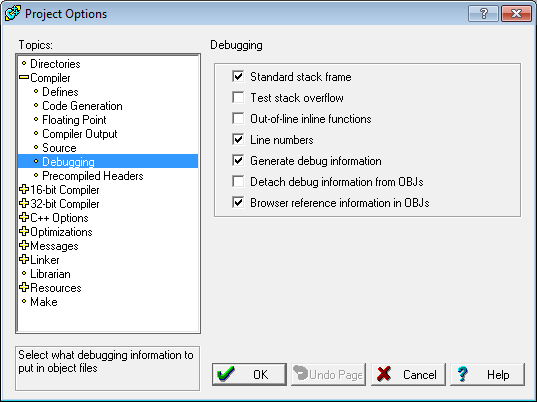 Project Options
Topics:
Directories
Compiler
Defines
Code Generation
Floating Point
Compiler Output
Source
Debugging
Precompiled Headers
16-bit Compiler
32-bit Compiler
C++ Options
Optimizations
Messages
Linker
Librarian
Resources
Make
Debugging
Standard stack frame
Test stack overflow
Out-of-line inline functions
Line numbers
Generate debug information
Detach debug information from OBJs
Browser reference information in OBJs
Select what debugging information to
put in object files
OK
Undo Page
Cancel
? Help